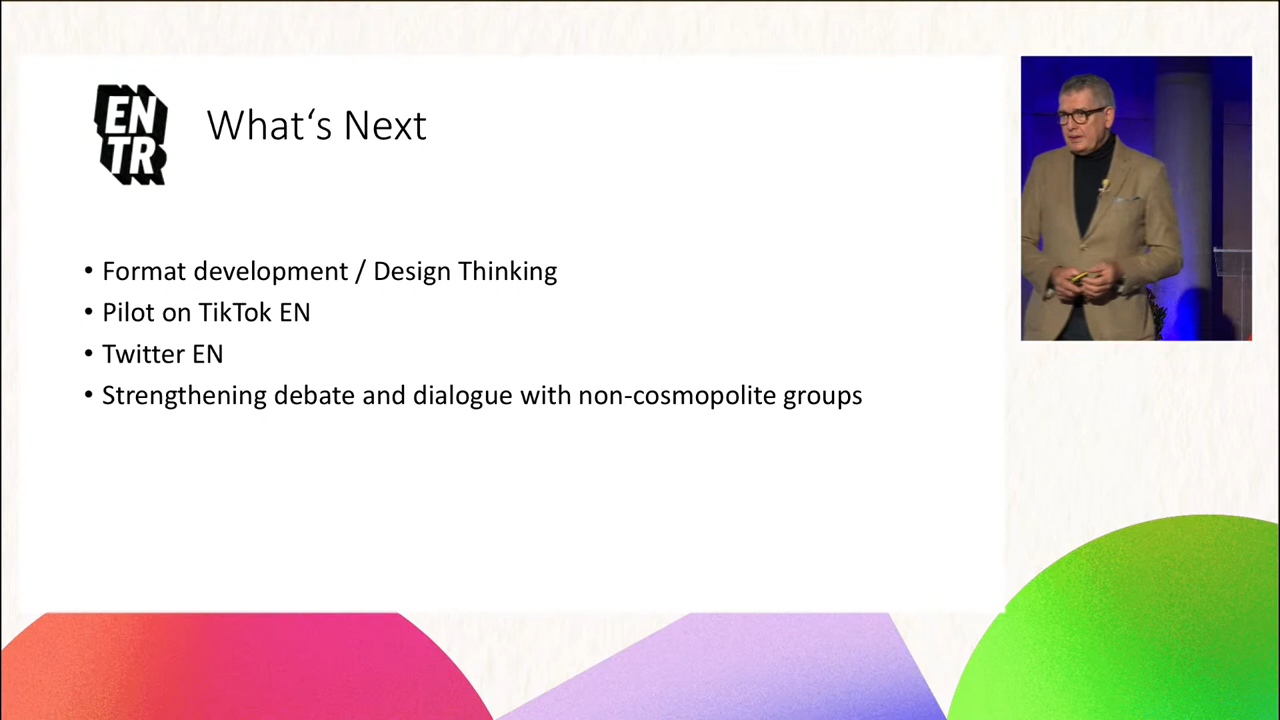 EN
TR
What‘s Next
• Format development / Design Thinking
• Pilot on TikTok EN
• Twitter EN
• Strengthening debate and dialogue with non-cosmopolite groups